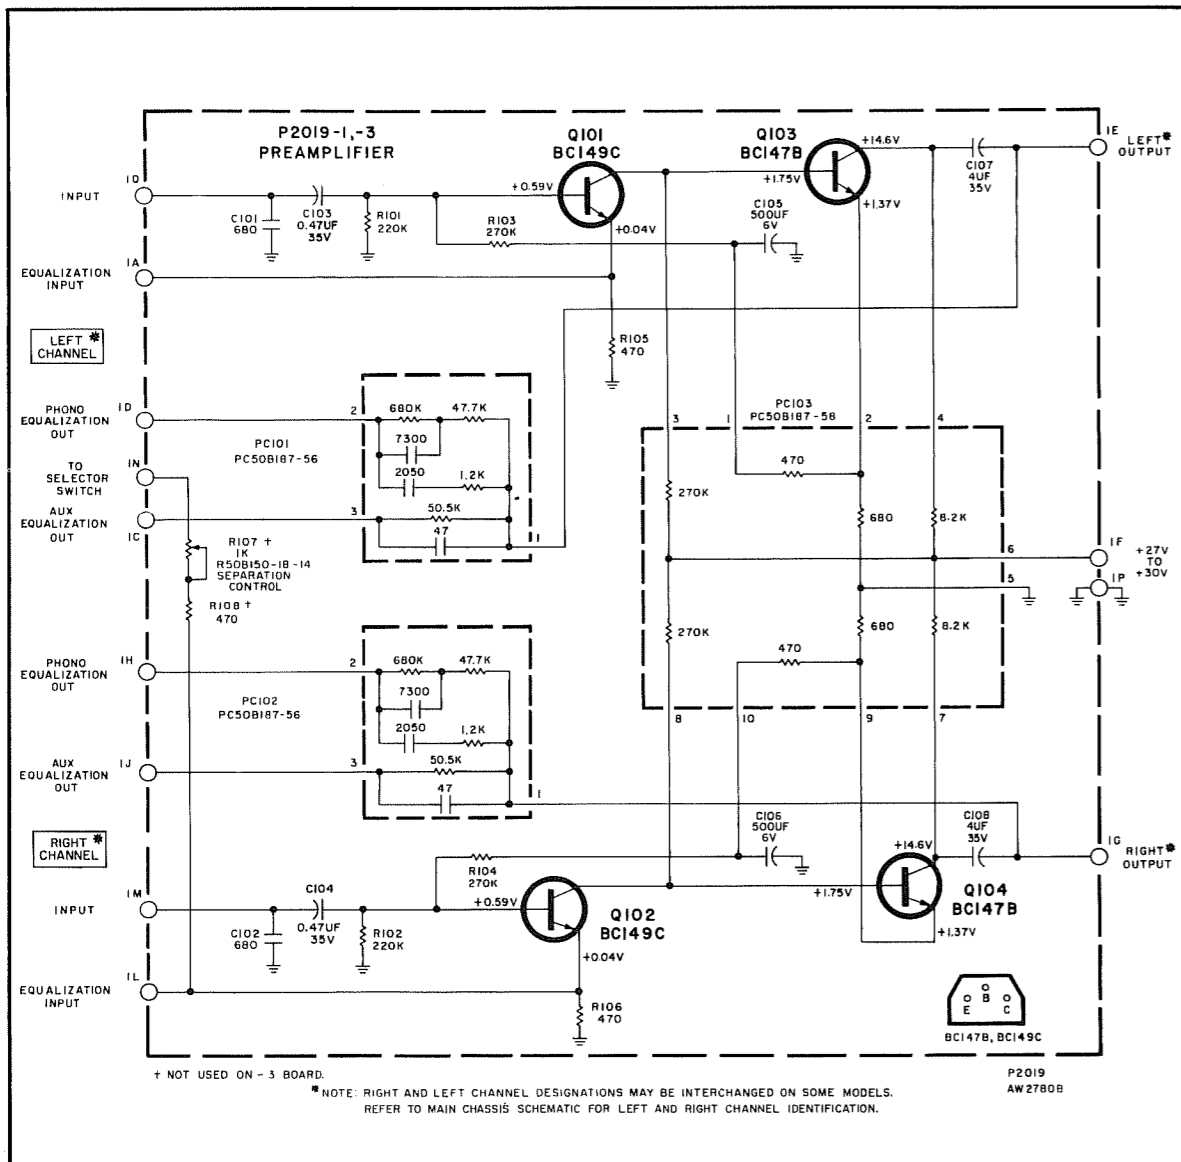 P2019-1,-3
PREAMPLIFIER
Q101
BC149C
Q103
BC147B
+14.6V
1E
LEFT*
OUTPUT
C107
4UF
35V
1Q
INPUT
+0.59V
+1.75V
+1.37V
C101
680
C103
0.47UF
35V
R101
220K
R103
270K
+0.04V
C105
500UF
6V
1A
EQUALIZATION
INPUT
LEFT*
CHANNEL
R105
470
1D
PHONO
EQUALIZATION
OUT
2
680K
47.7K
7300
2050
1.2K
PC101
PC50B187-56
3
1
PC103
PC50B187-58
2
4
1N
TO
SELECTOR
SWITCH
470
270K
AUX
EQUALIZATION
OUT
1C
3
50.5K
47
1
680
8.2K
R107 +
1K
R50B150-18-14
SEPARATION
CONTROL
6
1F
+27V
TO
+30V
5
1P
R108 +
470
270K
680
8.2K
470
1H
PHONO
EQUALIZATION
OUT
2
680K
47.7K
7300
2050
1.2K
PC102
PC50B187-56
8
10
9
7
1J
AUX
EQUALIZATION
OUT
3
50.5K
47
1
RIGHT*
CHANNEL
C106
500UF
6V
C108
4UF
35V
+14.6V
1G
RIGHT*
OUTPUT
R104
270K
1M
INPUT
C104
0.47UF
35V
+0.59V
Q102
BC149C
+1.75V
Q104
BC147B
C102
680
R102
220K
+1.37V
+0.04V
1L
EQUALIZATION
INPUT
R106
470
E B C
BC147B, BC149C
+ NOT USED ON -3 BOARD.
P2019
AW2780B
*NOTE: RIGHT AND LEFT CHANNEL DESIGNATIONS MAY BE INTERCHANGED ON SOME MODELS.
REFER TO MAIN CHASSIS SCHEMATIC FOR LEFT AND RIGHT CHANNEL IDENTIFICATION.